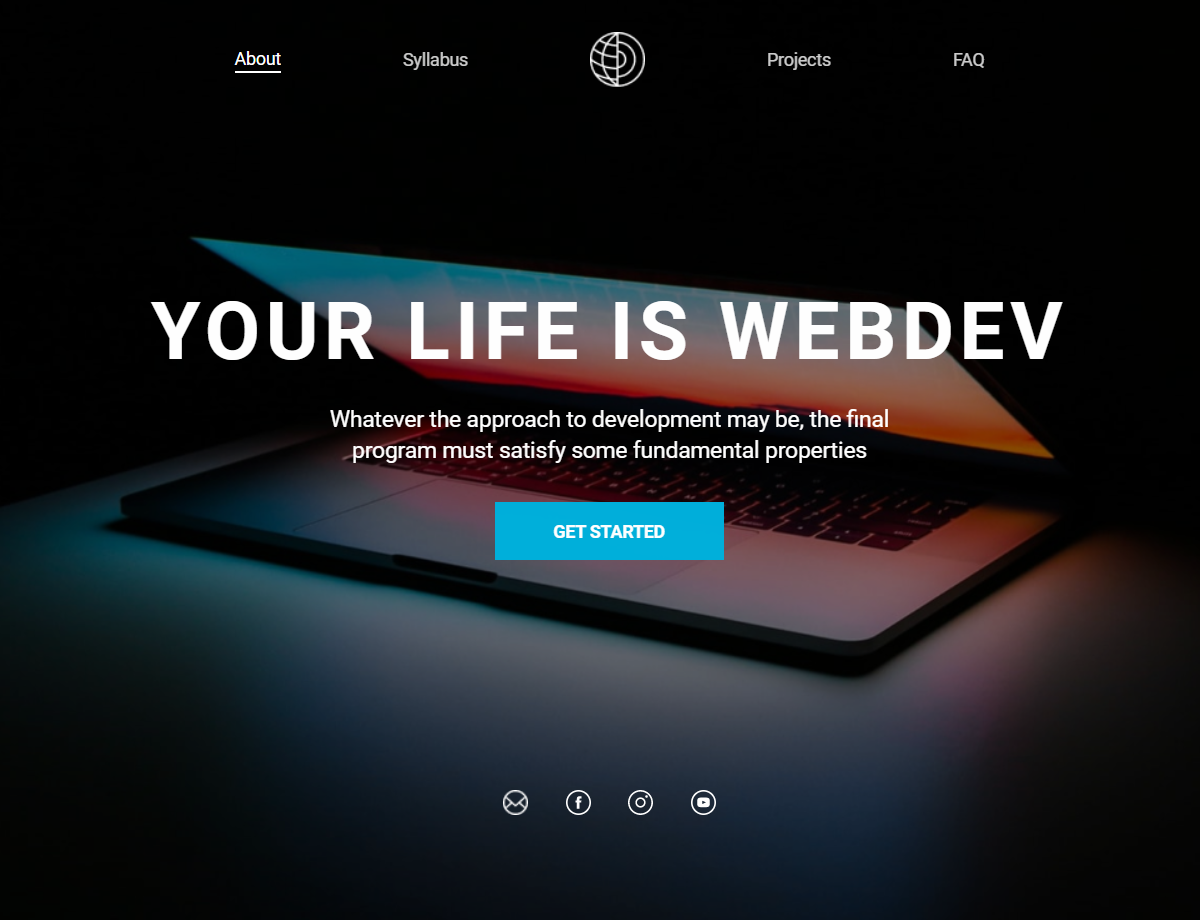 About Syllabus Projects FAQ
YOUR LIFE IS WEBDEV
Whatever the approach to development may be, the final
program must satisfy some fundamental properties
GET STARTED